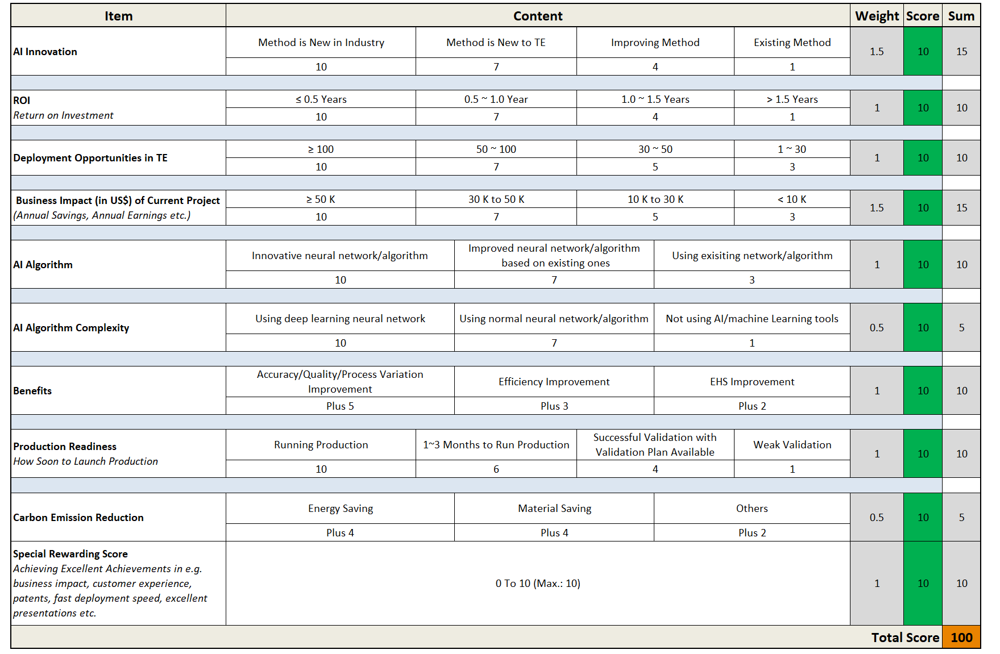 Item Content Weight Score Sum
AI Innovation
Method is New in Industry Method is New to TE Improving Method Existing Method
10 7 4 1
1.5 10 15
ROI
Return on Investment
≤ 0.5 Years 0.5 ~ 1.0 Year 1.0 ~ 1.5 Years > 1.5 Years
10 7 4 1
1 10 10
Deployment Opportunities in TE
≥ 100 50 ~ 100 30 ~ 50 1 ~ 30
10 7 5 3
1 10 10
Business Impact (in US$) of Current Project
(Annual Savings, Annual Earnings etc.)
≥ 50 K 30 K to 50 K 10 K to 30 K < 10 K
10 7 5 3
1.5 10 15
AI Algorithm
Innovative neural network/algorithm
Improved neural network/algorithm
based on existing ones
Using exisiting network/algorithm
10 7 3
1 10 10
AI Algorithm Complexity
Using deep learning neural network Using normal neural network/algorithm Not using AI/machine Learning tools
10 7 1
0.5 10 5
Benefits
Accuracy/Quality/Process Variation
Improvement
Efficiency Improvement EHS Improvement
Plus 5 Plus 3 Plus 2
1 10 10
Production Readiness
How Soon to Launch Production
Running Production 1~3 Months to Run Production
Successful Validation with
Validation Plan Available
Weak Validation
10 6 4 1
1 10 10
Carbon Emission Reduction
Energy Saving Material Saving Others
Plus 4 Plus 4 Plus 2
0.5 10 5
Special Rewarding Score
Achieving Excellent Achievements in e.g.
business impact, customer experience,
patents, fast deployment speed, excellent
presentations etc.
0 To 10 (Max.: 10)
1 10 10
Total Score 100